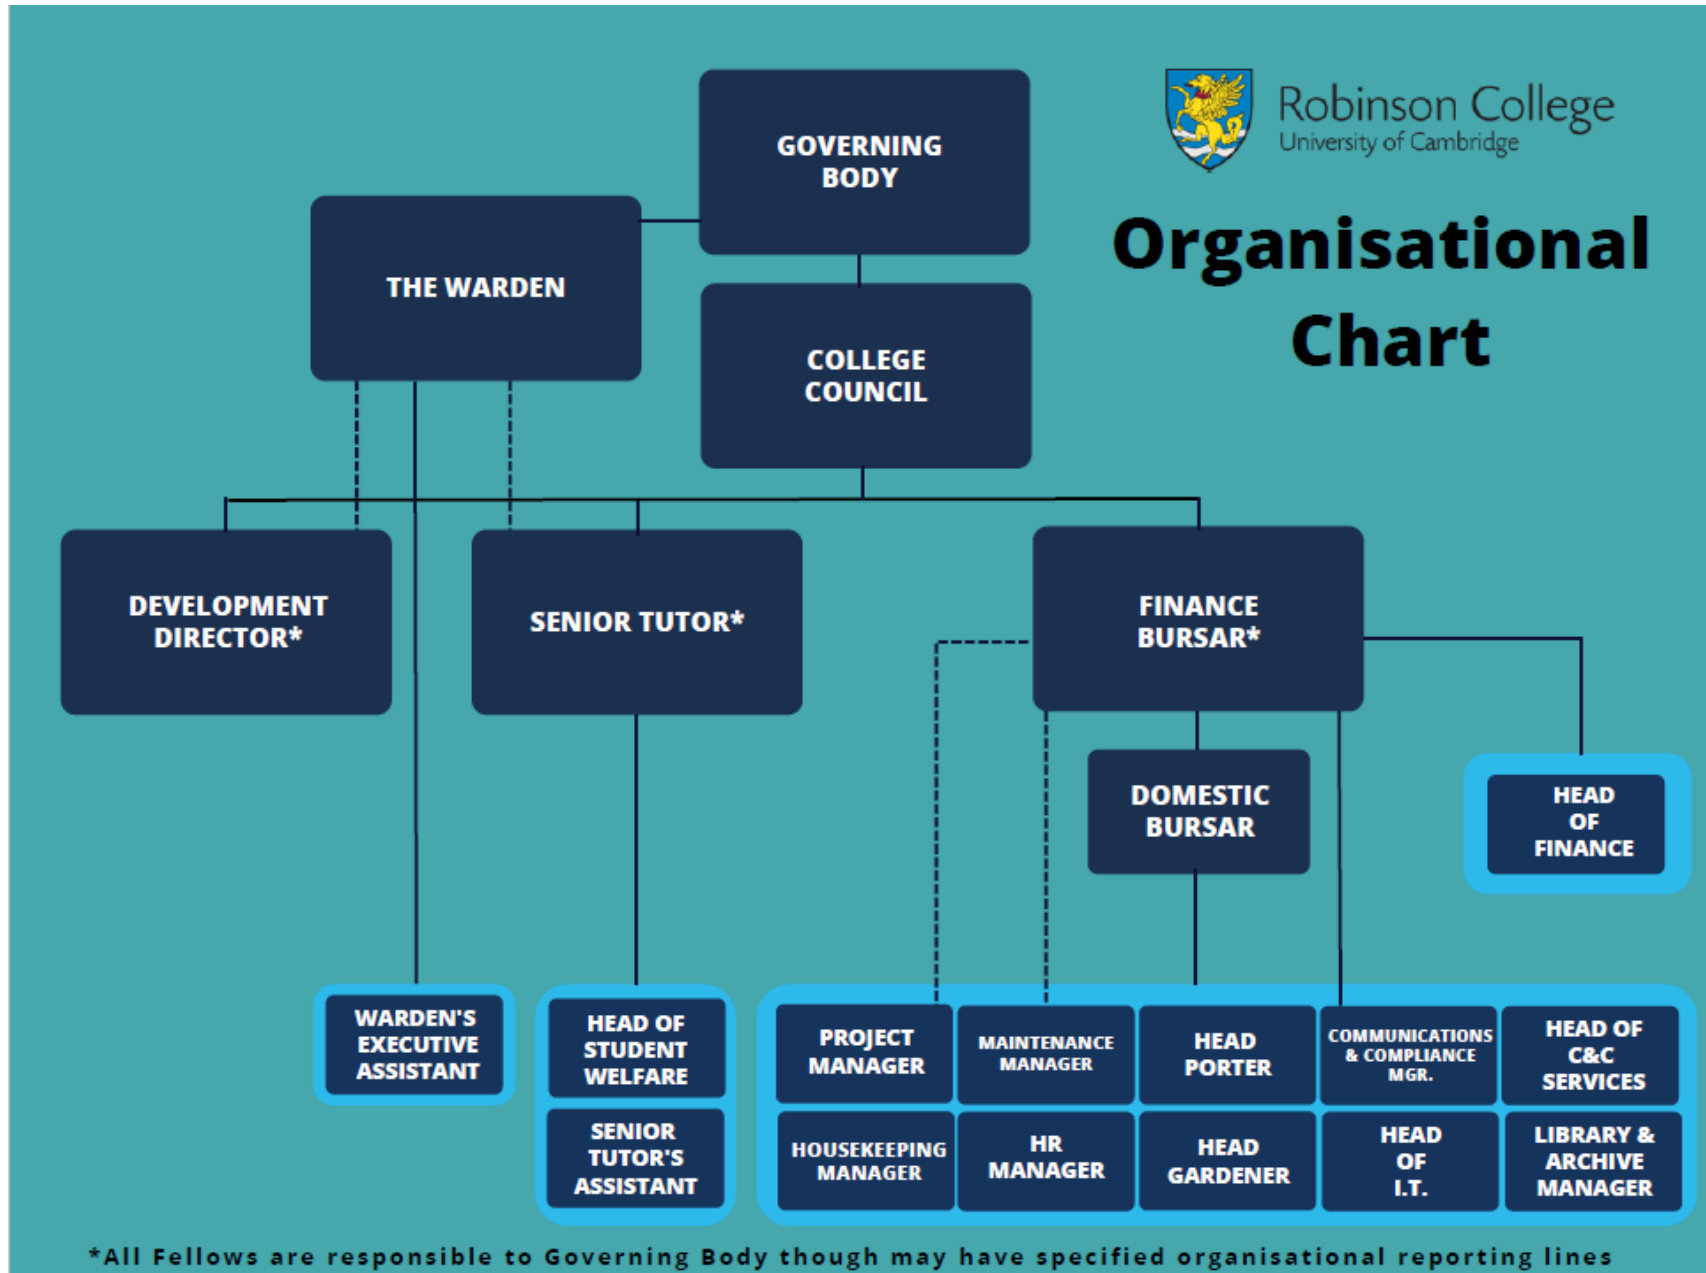 Robinson College
University of Cambridge
Organisational
Chart
GOVERNING
BODY
THE WARDEN
COLLEGE
COUNCIL
DEVELOPMENT
DIRECTOR*
SENIOR TUTOR*
FINANCE
BURSAR*
DOMESTIC
BURSAR
HEAD
OF
FINANCE
WARDEN'S
EXECUTIVE
ASSISTANT
HEAD OF
STUDENT
WELFARE
SENIOR
TUTOR'S
ASSISTANT
PROJECT
MANAGER
MAINTENANCE
MANAGER
HEAD
PORTER
COMMUNICATIONS
& COMPLIANCE
MGR.
HEAD OF
C&C
SERVICES
HOUSEKEEPING
MANAGER
HR
MANAGER
HEAD
GARDENER
HEAD
OF
I.T.
LIBRARY &
ARCHIVE
MANAGER
*All Fellows are responsible to Governing Body though may have specified organisational reporting lines